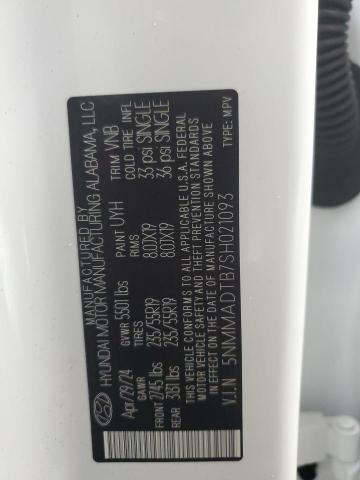 MANUFACTURED BY
HYUNDAI MOTOR MANUFACTURING ALABAMA, LLC
Apr/29/24 GVWR 5501 lbs PAINT UYH TRIM VNB
GAWR TIRES RIMS COLD TIRE INFL
FRONT 2745 lbs 235/55R19 8.0JX19 35 psi SINGLE
REAR 3131 lbs 235/55R19 8.0JX19 36 psi SINGLE
THIS VEHICLE CONFORMS TO ALL APPLICABLE U.S.A. FEDERAL
MOTOR VEHICLE SAFETY AND THEFT PREVENTION STANDARDS
IN EFFECT ON THE DATE OF MANUFACTURE SHOWN ABOVE
V.I.N 5NMMADTB7SH021093 TYPE: MPV